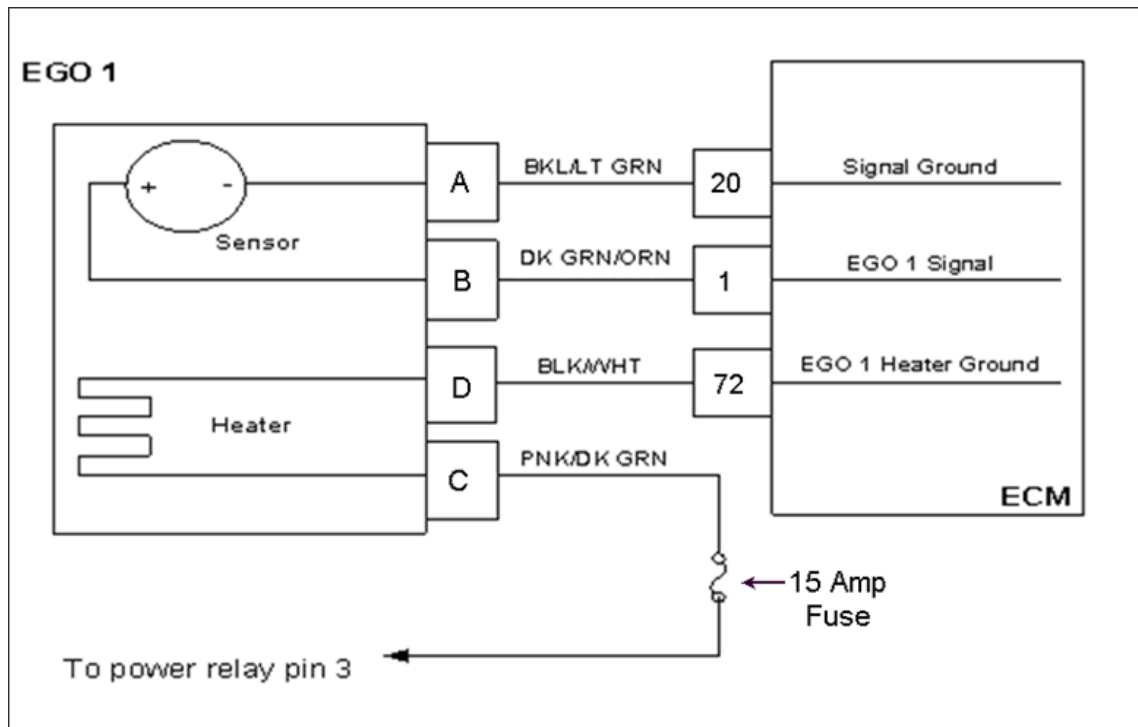 EGO 1
A
BKL/LT GRN
20
Signal Ground
Sensor
B
DK GRN/ORN
1
EGO 1 Signal
D
BLK/WHT
72
EGO 1 Heater Ground
Heater
C
PNK/DK GRN
ECM
15 Amp
Fuse
To power relay pin 3
+
-